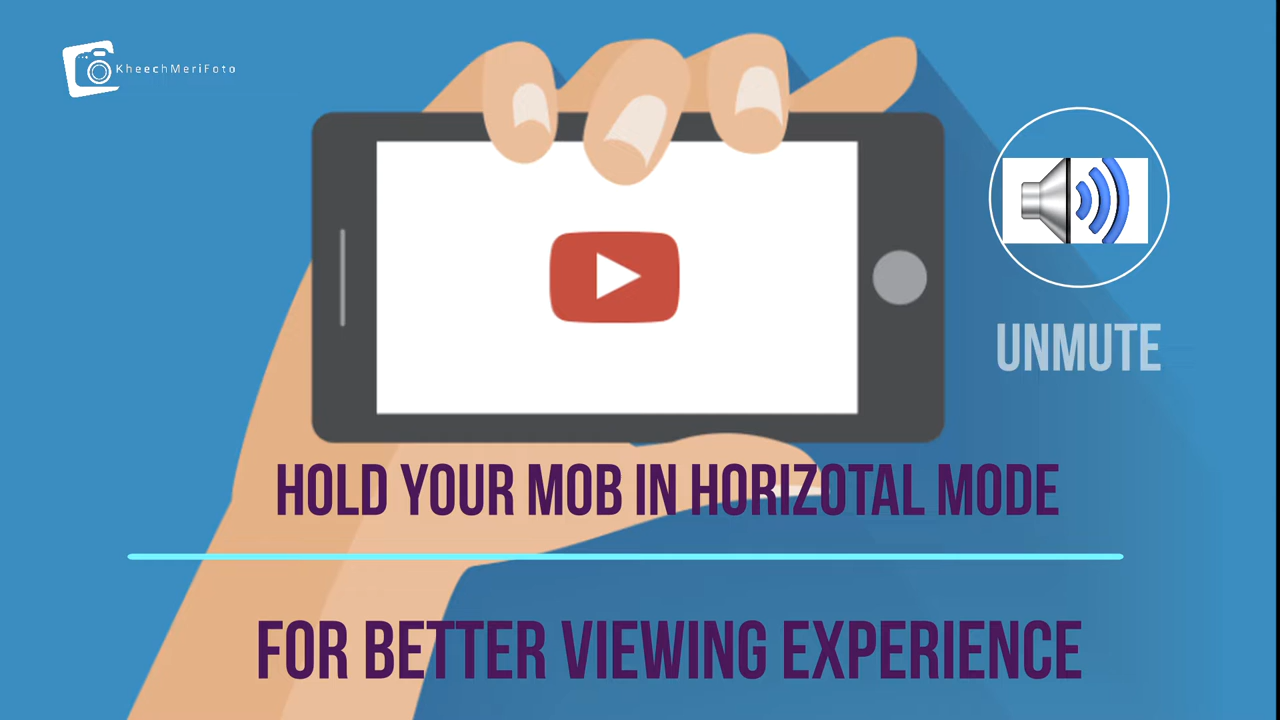 KheechMeriFoto
UNMUTE
HOLD YOUR MOB IN HORIZOTAL MODE
FOR BETTER VIEWING EXPERIENCE